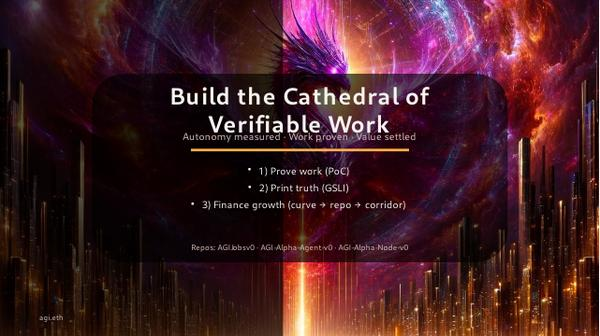 Build the Cathedral of
Verifiable Work
Autonomy measured · Work proven · Value settled
• 1) Prove work (PoC)
• 2) Print truth (GSLI)
• 3) Finance growth (curve → repo → corridor)
Repos: AGIJobsv0 · AGI-Alpha-Agent-v0 · AGI-Alpha-Node-v0
agi.eth